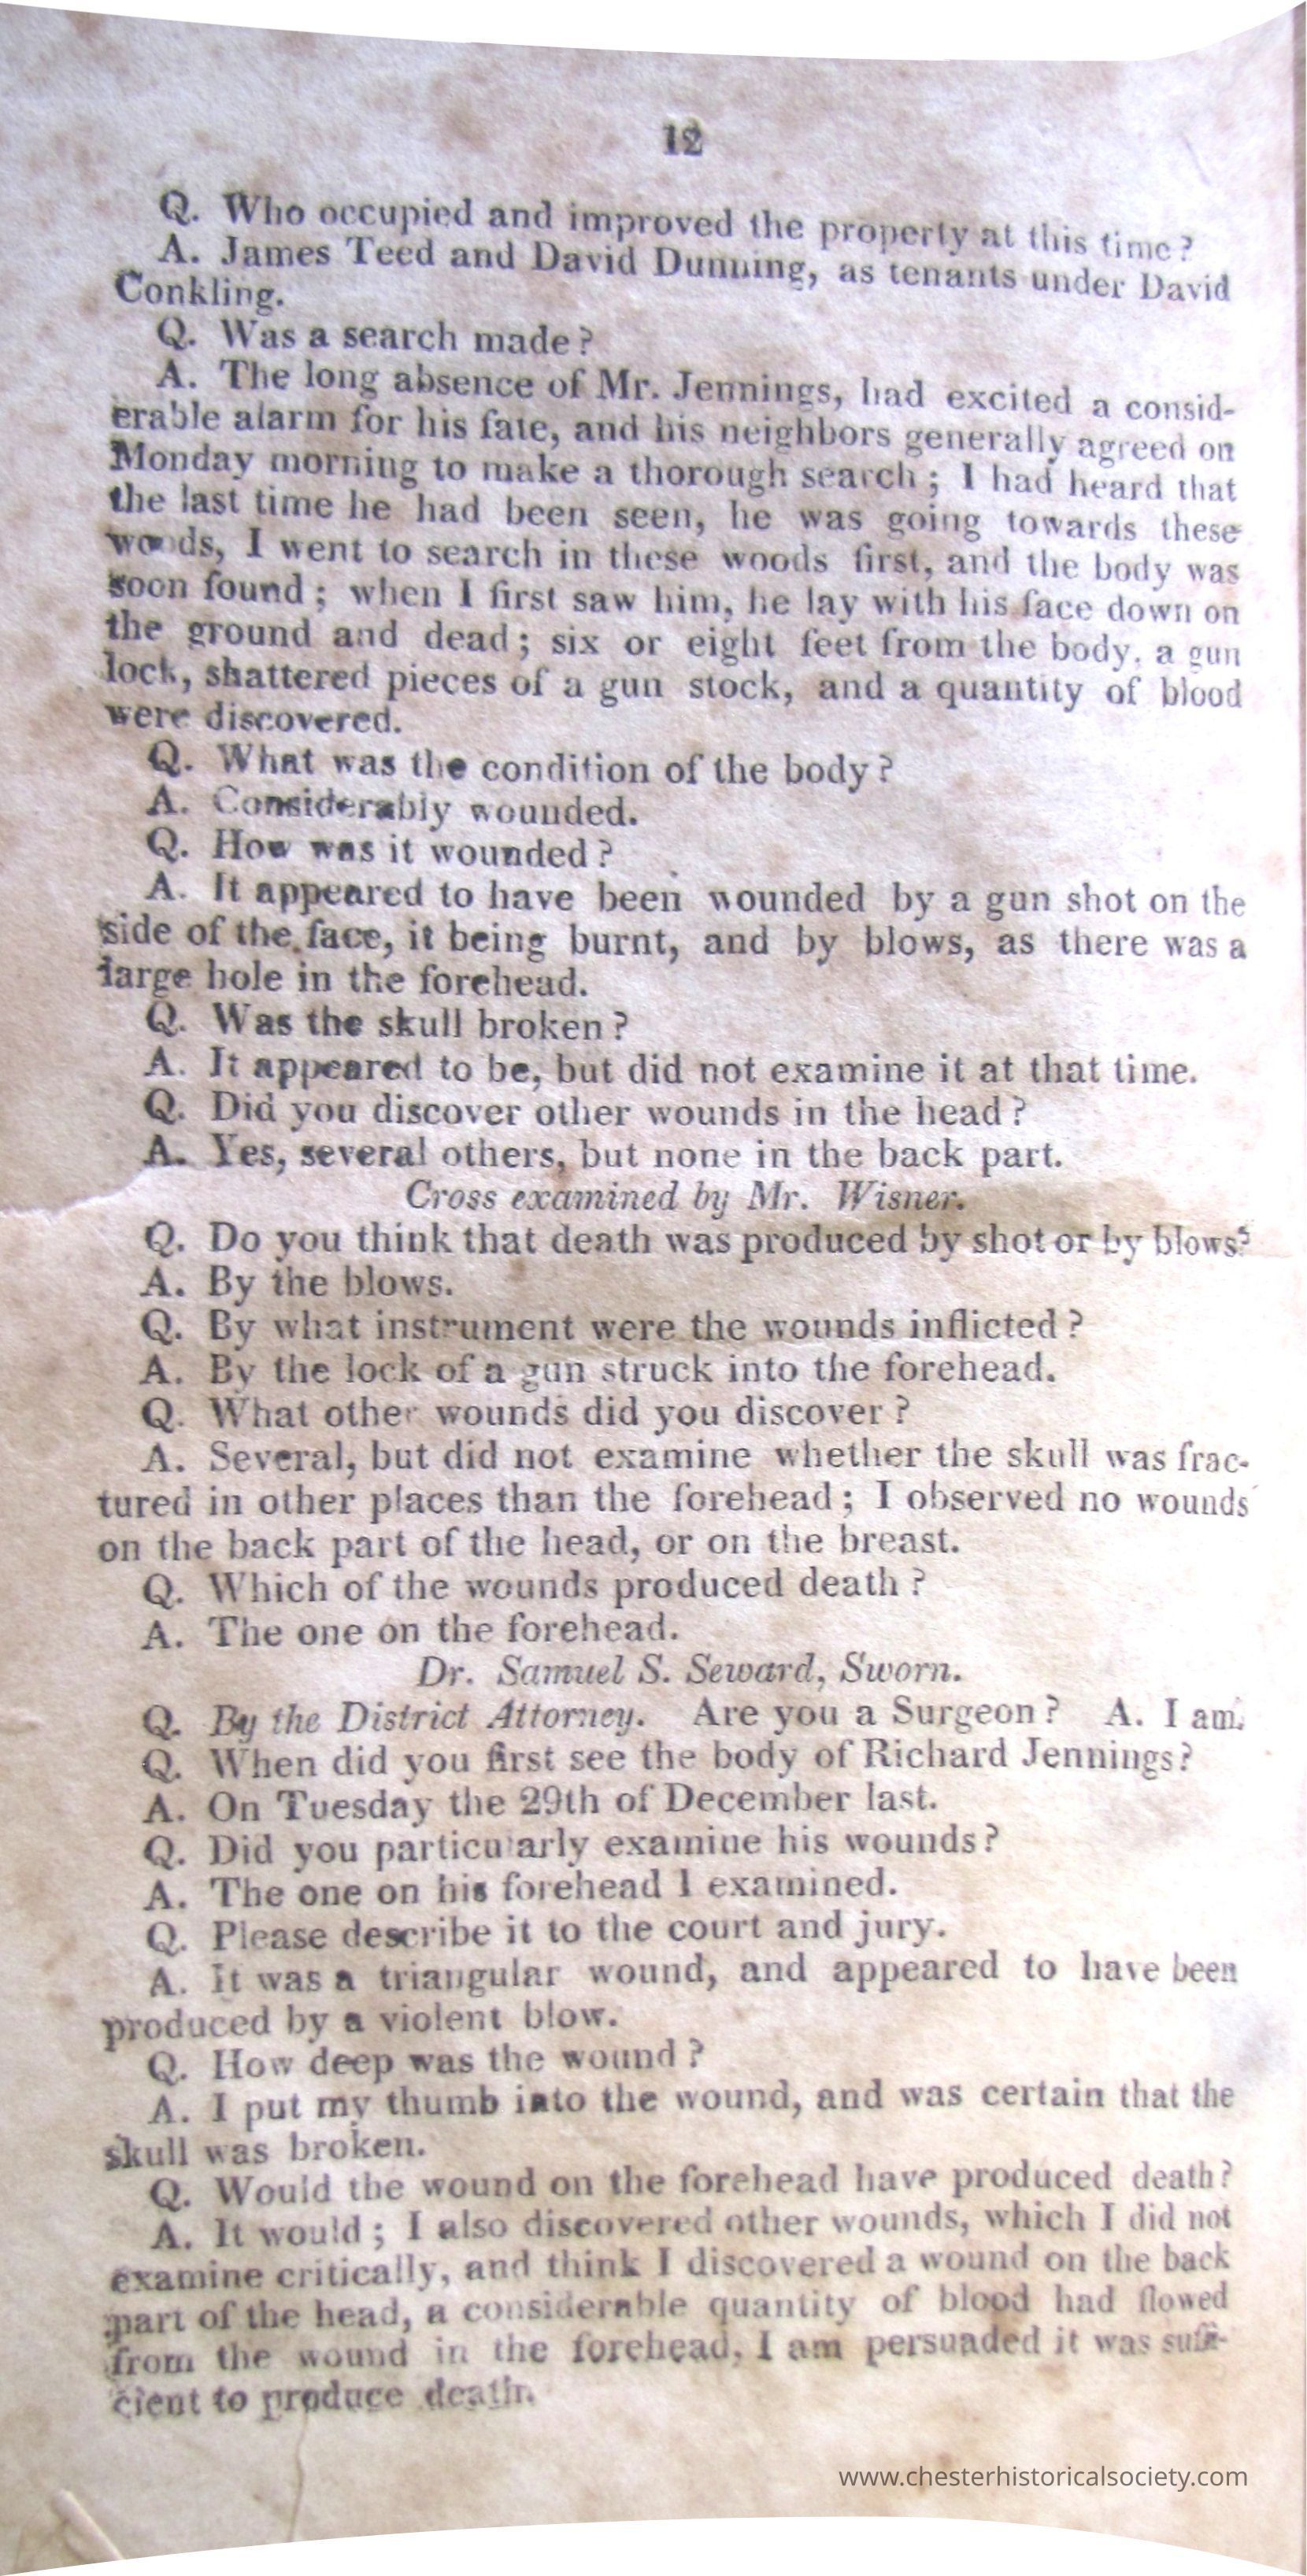 12
Q. Who occupied and improved the property at this time?
A. James Teed and David Dunning, as tenants under David
Conkling.
Q. Was a search made?
A. The long absence of Mr. Jennings, had excited a consid-
erable alarm for his fate, and his neighbors generally agreed on
Monday morning to make a thorough search; I had heard that
the last time he had been seen, he was going towards these
woods, I went to search in these woods first, and the body was
soon found; when I first saw him, he lay with his face down on
the ground and dead; six or eight feet from the body, a gun
lock, shattered pieces of a gun stock, and a quantity of blood
were discovered.
Q. What was the condition of the body?
A. Considerably wounded.
Q. How was it wounded?
A. It appeared to have been wounded by a gun shot on the
side of the face, it being burnt, and by blows, as there was a
large hole in the forehead.
Q. Was the skull broken?
A. It appeared to be, but did not examine it at that time.
Q. Did you discover other wounds in the head?
A. Yes, several others, but none in the back part.
Cross examined by Mr. Wisner.
Q. Do you think that death was produced by shot or by blows?
A. By the blows.
Q. By what instrument were the wounds inflicted?
A. By the lock of a gun struck into the forehead.
Q. What other wounds did you discover?
A. Several, but did not examine whether the skull was frac-
tured in other places than the forehead; I observed no wounds
on the back part of the head, or on the breast.
Q. Which of the wounds produced death?
A. The one on the forehead.
Dr. Samuel S. Seward, Sworn.
Q. By the District Attorney. Are you a Surgeon? A. I am.
Q. When did you first see the body of Richard Jennings?
A. On Tuesday the 29th of December last.
Q. Did you particularly examine his wounds?
A. The one on his forehead I examined.
Q. Please describe it to the court and jury.
A. It was a triangular wound, and appeared to have been
produced by a violent blow.
Q. How deep was the wound?
A. I put my thumb into the wound, and was certain that the
skull was broken.
Q. Would the wound on the forehead have produced death?
A. It would; I also discovered other wounds, which I did not
examine critically, and think I discovered a wound on the back
part of the head, a considerable quantity of blood had flowed
from the wound in the forehead, I am persuaded it was suffi-
cient to produce death.
www.chesterhistoricalsociety.com